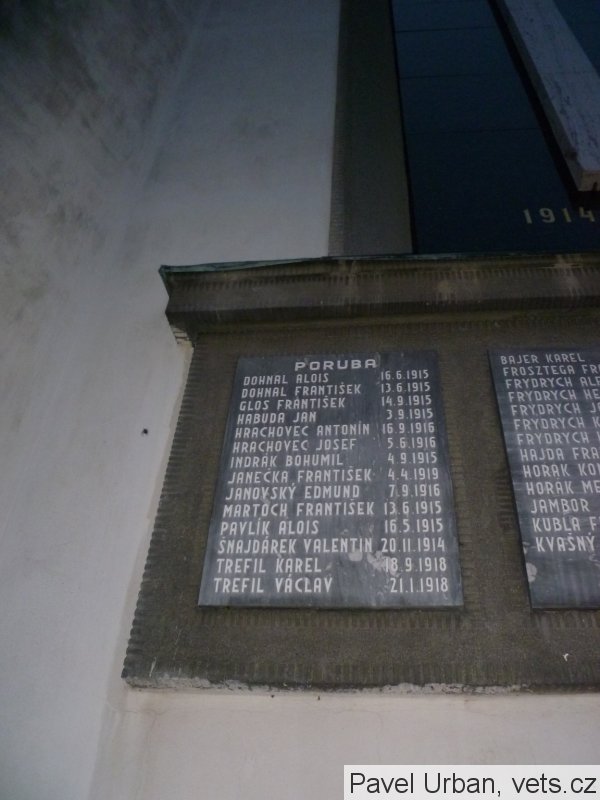 1914
PORUBA
DOHNAL ALOIS 16.6.1915
DOHNAL FRANTIŠEK 13.6.1915
GLOS FRANTIŠEK 14.9.1915
HABUDA JAN 3.9.1915
HRACHOVEC ANTONÍN 16.9.1916
HRACHOVEC JOSEF 5.6.1916
INDRAK BOHUMIL 4.9.1915
JANEČKA FRANTIŠEK 4.4.1919
JANOVSKÝ EDMUND 7.9.1916
MARTOCH FRANTIŠEK 13.6.1915
PAVLÍK ALOIS 16.5.1915
ŠNAJDÁREK VALENTIN 20.11.1914
TREFIL KAREL 18.9.1918
TREFIL VÁCLAV 21.1.1918
BAJER KAREL
FROSZTEGA
FRYDRYCH
FRYDRYCH
FRYDRYCH
FRYDRYCH
FRYDRYCH
HAJDA
HORAK
HORAK
JAMBOR
KUBLA
KVAŠNÝ
Pavel Urban, vets.cz